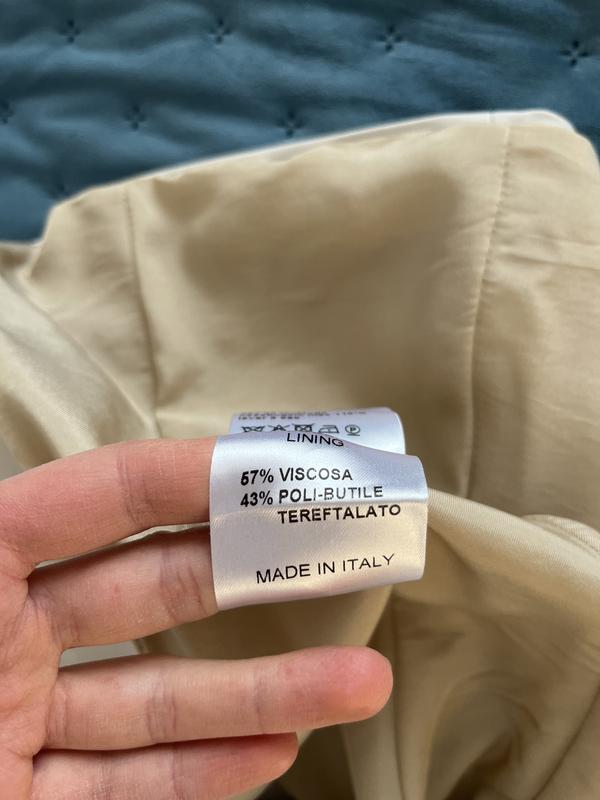 LINING
57% VISCOSA
43% POLI-BUTILE
TEREFTALATO
MADE IN ITALY